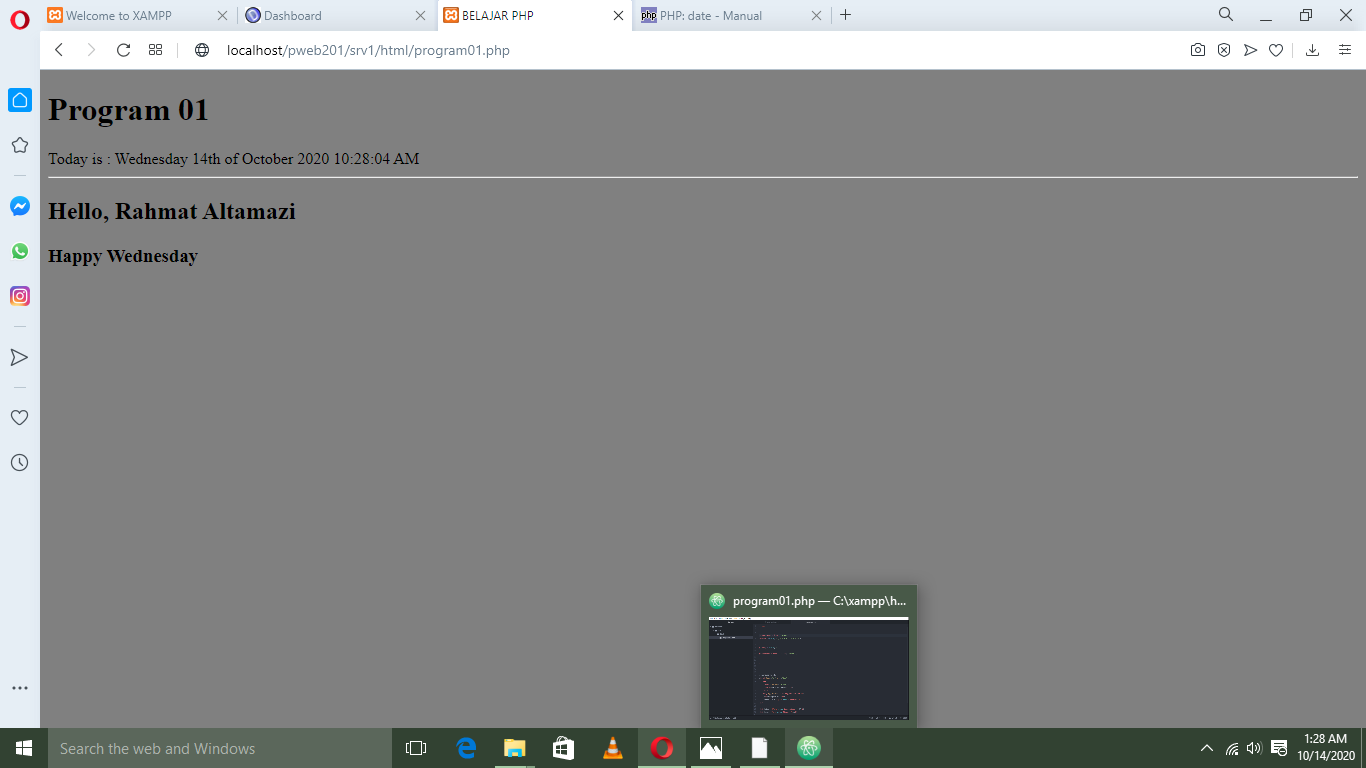 Welcome to XAMPP
Dashboard
BELAJAR PHP
php PHP: date - Manual
localhost/pweb201/srv1/html/program01.php
Program 01
Today is : Wednesday 14th of October 2020 10:28:04 AM
Hello, Rahmat Altamazi
Happy Wednesday
program01.php — C:\xampp\h...
Search the web and Windows
1:28 AM
10/14/2020